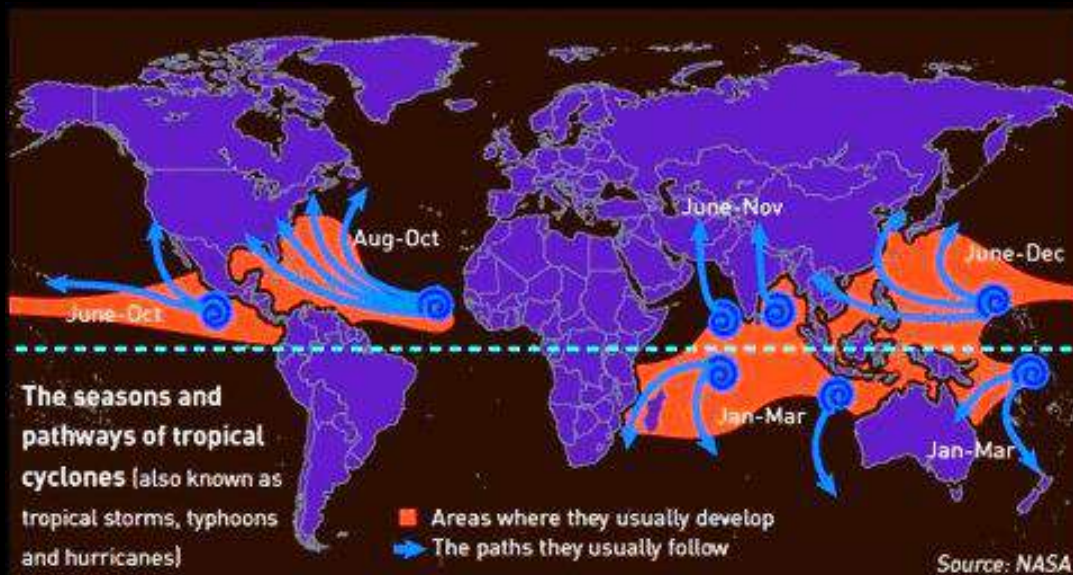 June-Nov
Aug-Oct
June-Dec
June-Oct
The seasons and
pathways of tropical
cyclones (also known as
tropical storms, typhoons
and hurricanes)
Jan-Mar
Jan-Mar
Areas where they usually develop
The paths they usually follow
Source: NASA